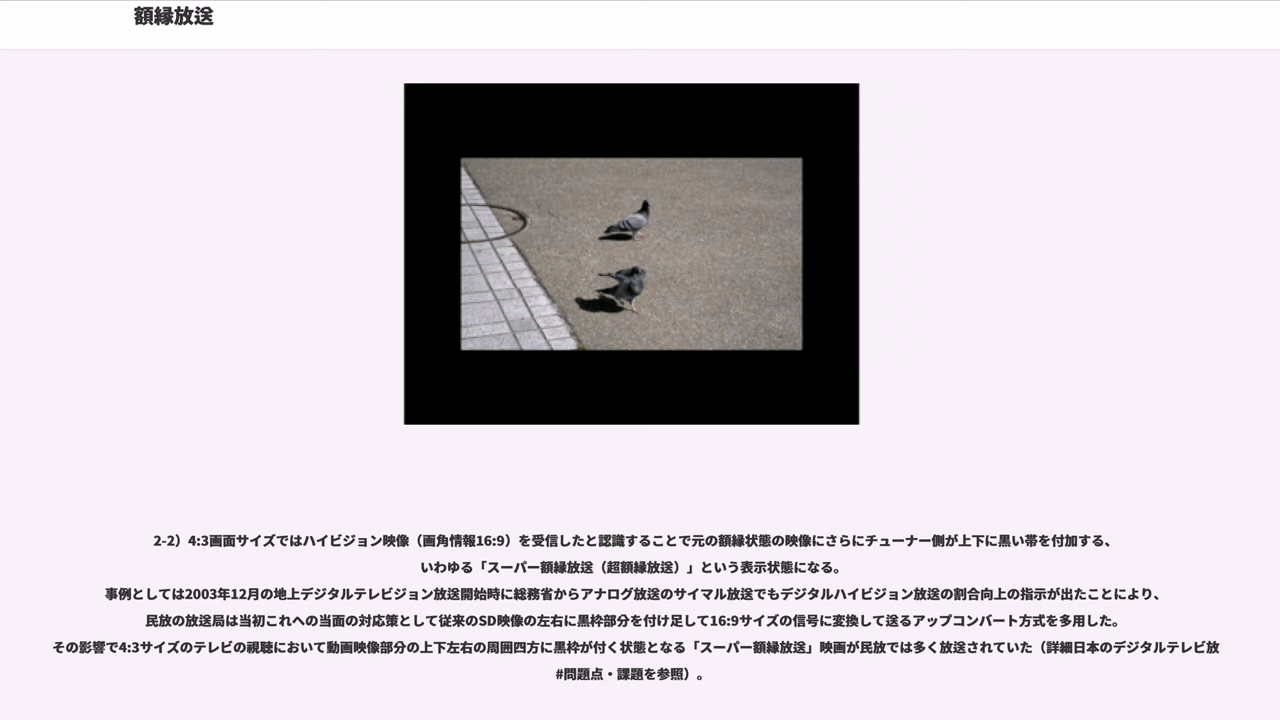 額縁放送
2-2）4:3画面サイズではハイビジョン映像（画角情報16:9）を受信したと認識することで元の額縁状態の映像にさらにチューナー側が上下に黒い帯を付加する、
いわゆる「スーパー額縁放送（超額縁放送）」という表示状態になる。
事例としては2003年12月の地上デジタルテレビジョン放送開始時に総務省からアナログ放送のサイマル放送でもデジタルハイビジョン放送の割合向上の指示が出たことにより、
民放の放送局は当初これへの当面の対応策として従来のSD映像の左右に黒枠部分を付け足して16:9サイズの信号に変換して送るアップコンバート方式を多用した。
その影響で4:3サイズのテレビの視聴において動画映像部分の上下左右の周囲四方に黒枠が付く状態となる「スーパー額縁放送」映画が民放では多く放送されていた（詳細日本のデジタルテレビ放
#問題点・課題を参照）。